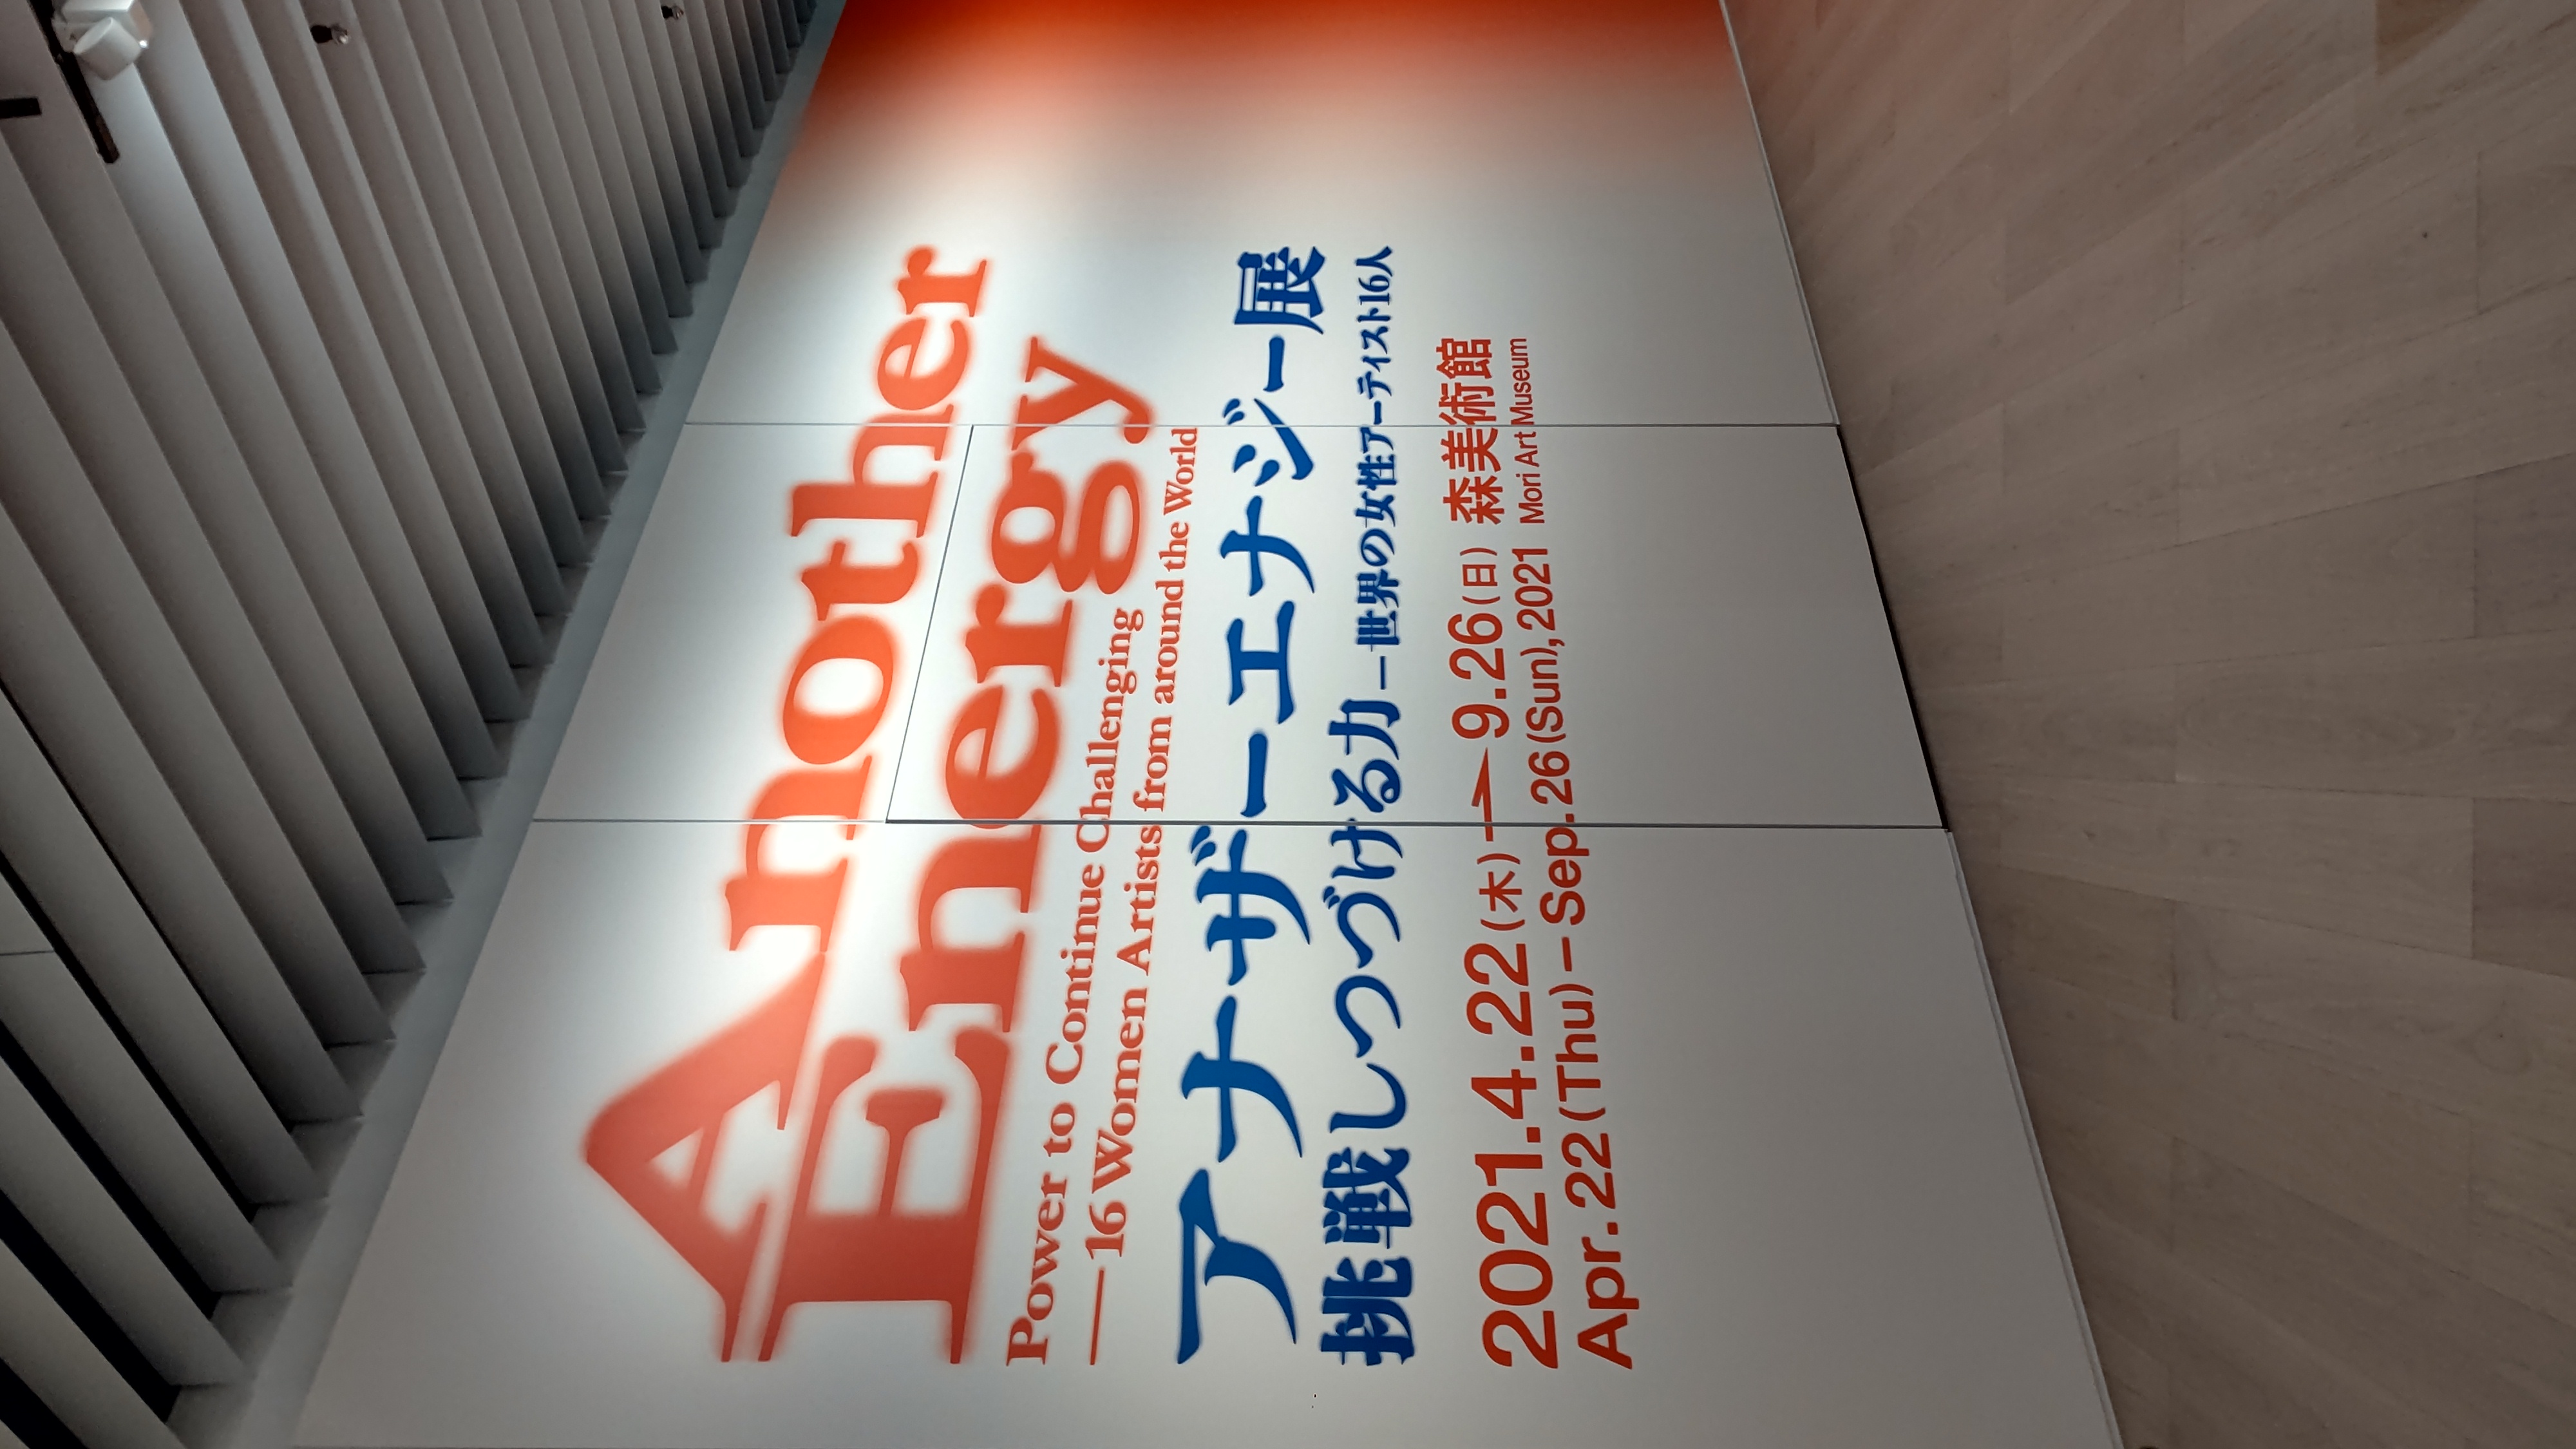 Another
Energy
Power to Continue Challenging
— 16 Women Artists from around the World
アナザーエナジー展
挑戦しつづける力—世界の女性アーティスト16人
2021.4.22(木)→9.26(日) 森美術館
Apr. 22(Thu) – Sep. 26(Sun), 2021 Mori Art Museum